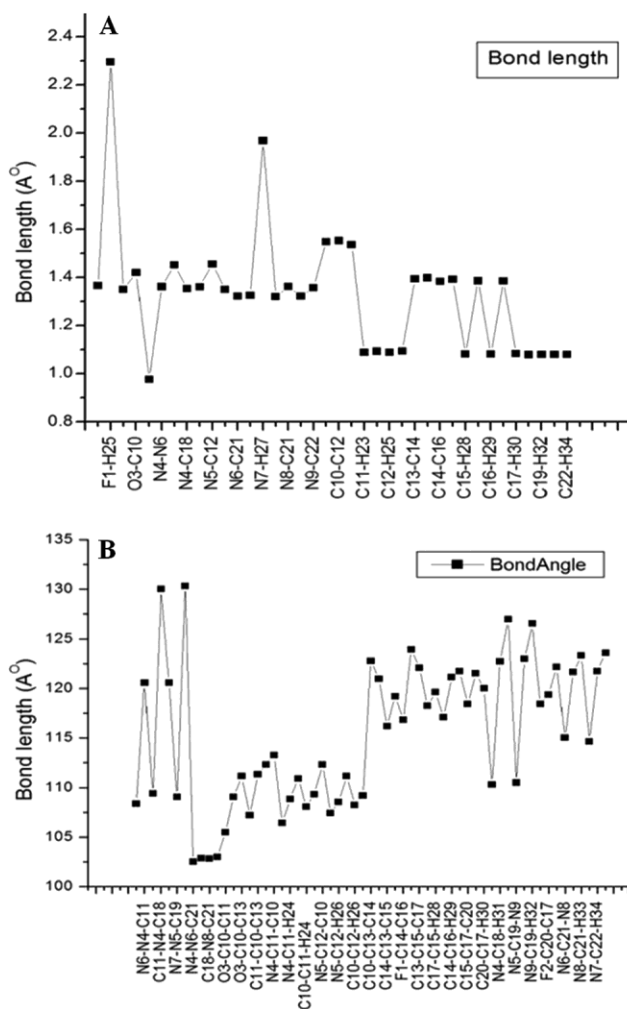 A
Bond length
2.4
2.2
2.0
1.8
1.6
1.4
1.2
1.0
0.8
Bond length (A⁰)
F1-H25
O3-C10
N4-N6
N4-C18
N5-C12
N6-C21
N7-H27
N8-C21
N9-C22
C10-C12
C11-H23
C12-H25
C13-C14
C14-C16
C15-H28
C16-H29
C17-H30
C19-H32
C22-H34
B
BondAngle
135
130
125
120
115
110
105
100
Bond length (A⁰)
N6-N4-C11
C11-N4-C18
N7-N5-C19
N4-N6-C21
C18-N8-C21
O3-C10-C11
O3-C10-C13
C11-C10-C13
N4-C11-C10
N4-C11-H24
C10-C11-H24
N5-C12-C10
N5-C12-H26
C10-C12-H26
C10-C13-C14
C14-C13-C15
F1-C14-C16
C13-C15-C17
C17-C15-H28
C14-C16-H29
C15-C17-C20
C20-C17-H30
N4-C18-H31
N5-C19-N9
N9-C19-H32
F2-C20-C17
N6-C21-N8
N8-C21-H33
N7-C22-H34